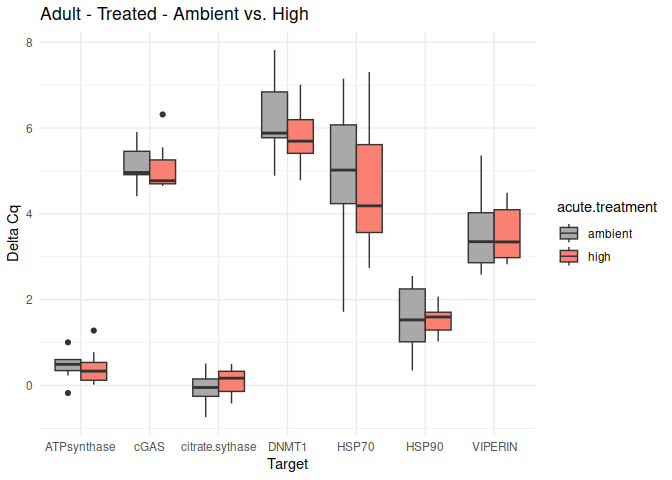 Adult - Treated - Ambient vs. High
Delta Cq
8
6
4
2
0
ATPsynthase cGAS citrate.sythase DNMT1 HSP70 HSP90 VIPERIN
Target
acute.treatment
ambient
high